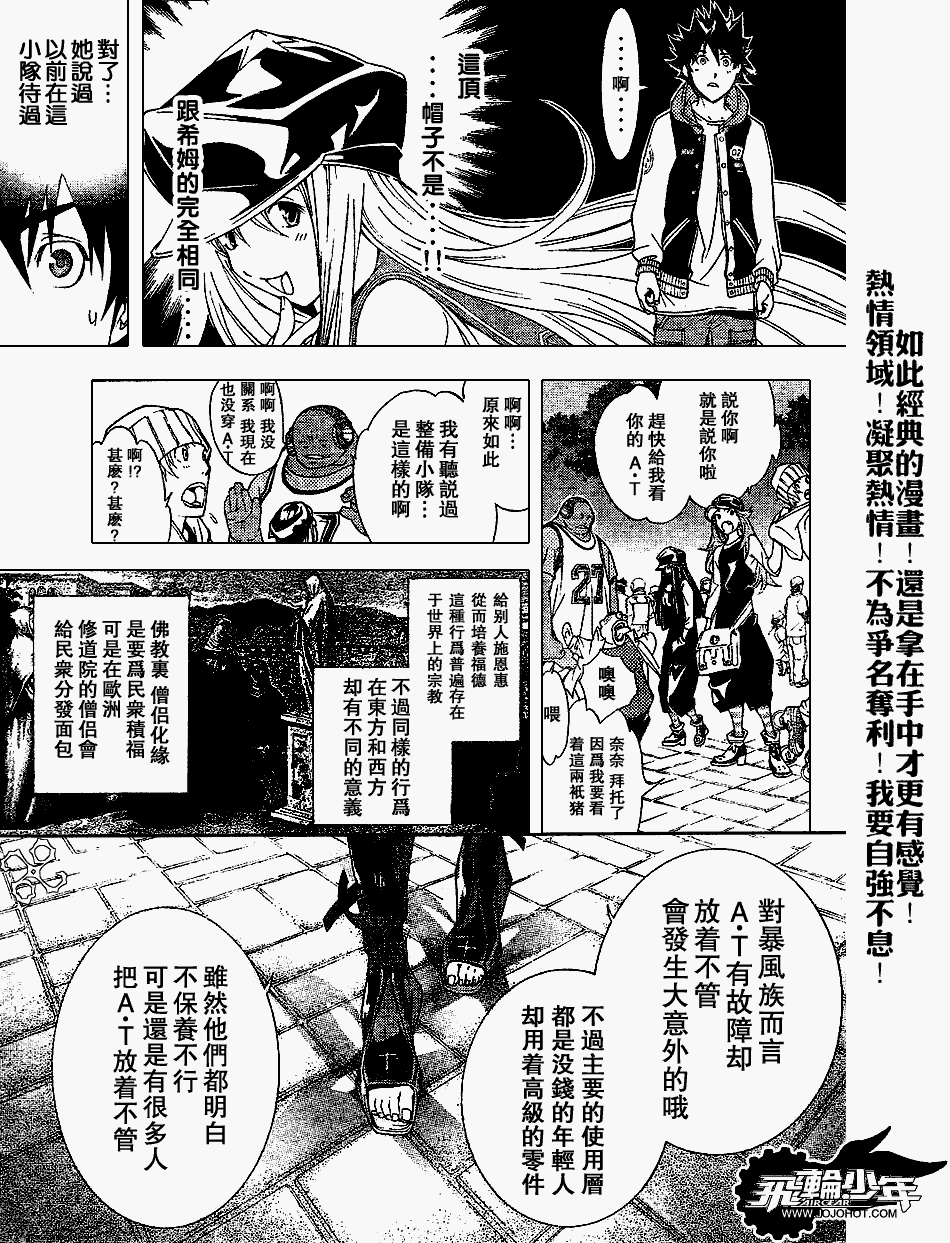 ‥‥啊‥‥
這頂
‥‥帽子不是‥‥!!
跟希姆的完全相同‥‥
對了…
她說過
以前在這
小隊待過
説你啊
就是説你啦
趕快給我看
你的 A・T
噢噢
喂
奈奈 拜托了
因爲我要看
着這兩衹猪
啊啊…
原來如此
我有聽説過
整備小隊…
是這樣的啊
啊啊 我没
關系 我現在
也没穿 A・T
啊!?
甚麽?甚麽?
給别人施恩惠
從而培養福德
這種行爲普遍存在
于世界上的宗教
不過同樣的行爲
在東方和西方
却有不同的意義
佛教裏 僧侣化緣
是要爲民衆積福
可是在歐洲
修道院的僧侣會
給民衆分發面包
對暴風族而言
A・T有故障却
放着不管
會發生大意外的哦
不過主要的使用層
都是没錢的年輕人
却用着高級的零件
雖然他們都明白
不保養不行
可是還是有很多人
把A・T放着不管
如此經典的漫畫！還是拿在手中才更有感覺！
熱情領域！凝聚熱情！不為爭名奪利！我要自強不息！
27
飛輪少年
AIR GEAR
WWW.JOJOHOT.COM